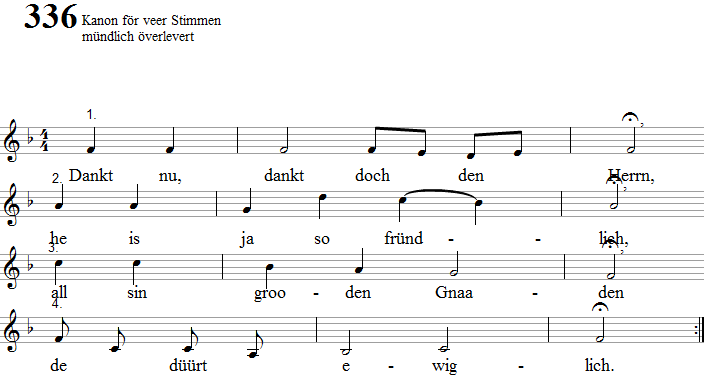 336 Kanon för veer Stimmen
mündlich överlevert
1.
Dankt nu, dankt doch den Herrn,
2.
he is ja so fründ - - lich,
3.
all sin groo - den Gnaa - den
4.
de düürt e - wig - lich.